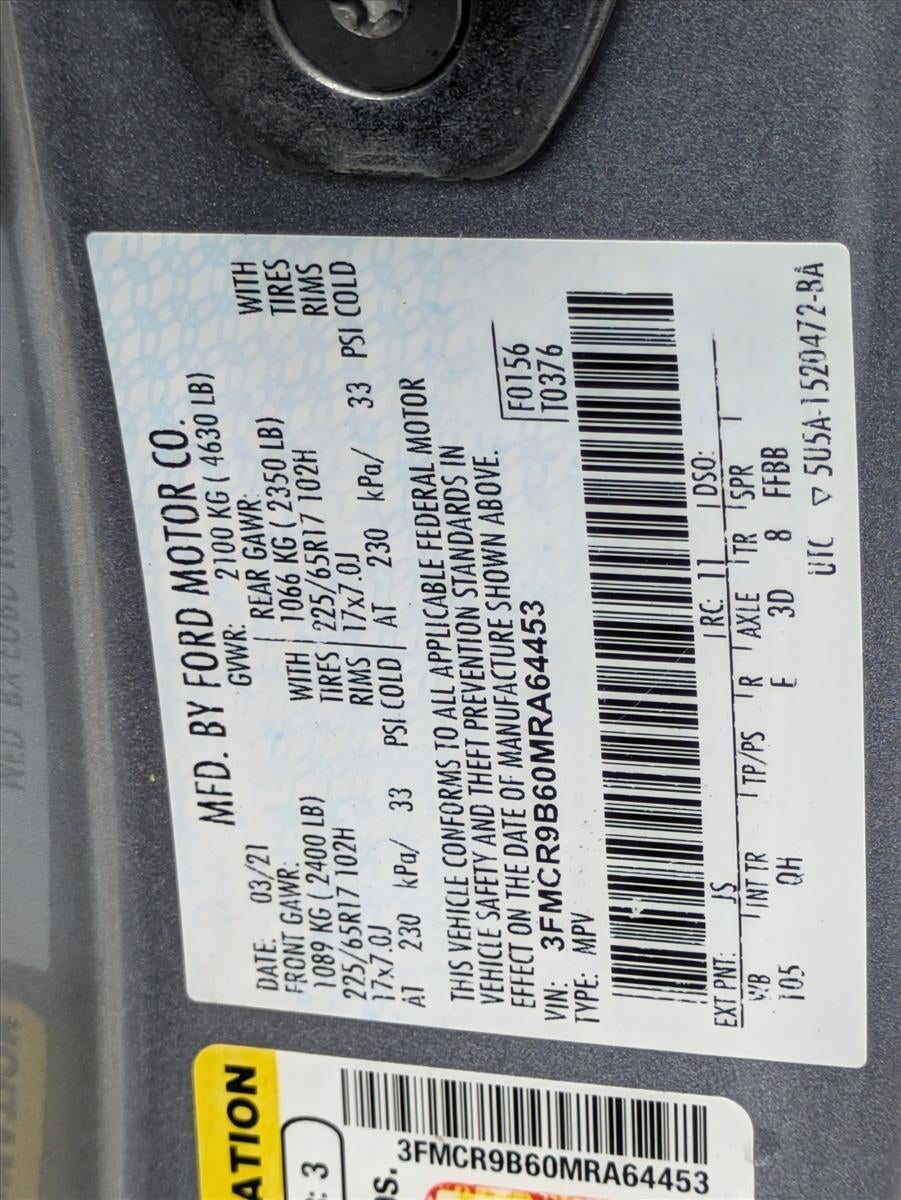 MFD. BY FORD MOTOR CO.
DATE: 03/21 GVWR: 2100 KG ( 4630 LB)
FRONT GAWR: REAR GAWR:
1089 KG ( 2400 LB) WITH 1066 KG ( 2350 LB) WITH
225/65R17 102H TIRES 225/65R17 102H TIRES
17x7.0J RIMS 17x7.0J RIMS
AT 230 kPa/ 33 PSI COLD AT 230 kPa/ 33 PSI COLD
THIS VEHICLE CONFORMS TO ALL APPLICABLE FEDERAL MOTOR
VEHICLE SAFETY AND THEFT PREVENTION STANDARDS IN
EFFECT ON THE DATE OF MANUFACTURE SHOWN ABOVE.
VIN: 3FMCR9B60MRA64453 F0156
TYPE: MPV T0376
EXT PNT: JS RC: 11 DSO:
WB INT TR TP/PS R AXLE TR SPR
105 QH E 3D 8 FFBB
UTC ▽ 5U5A-1520472-BA
ATION
: 3
ns.
3FMCR9B60MRA64453